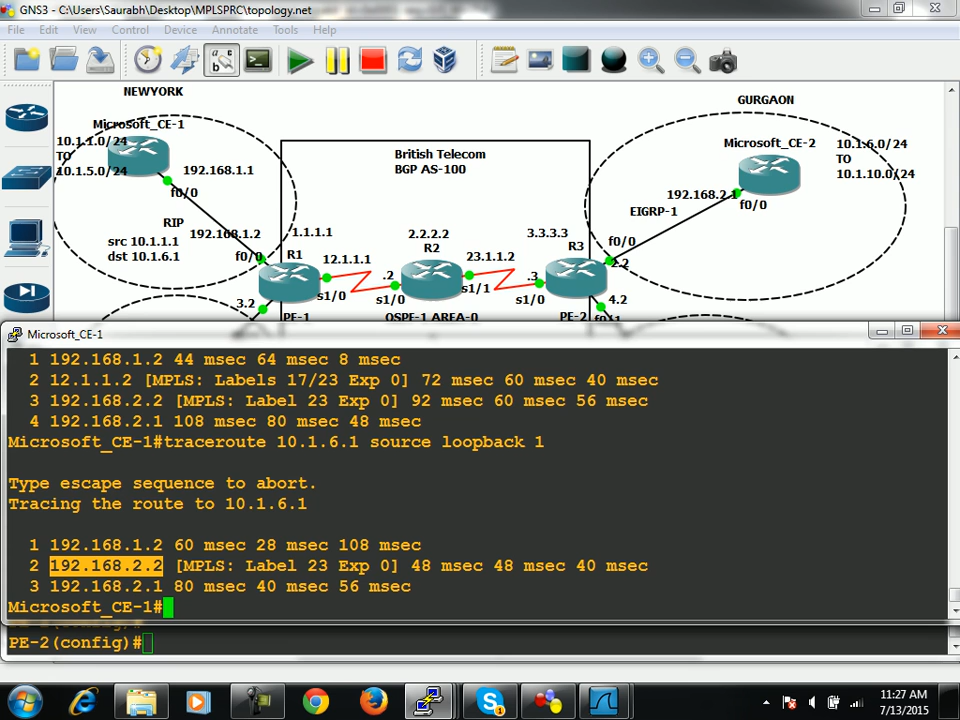 GNS3 - C:\Users\Saurabh\Desktop\MPLSPRC\topology.net
File Edit View Control Device Annotate Tools Help
NEWYORK
GURGAON
Microsoft_CE-1
10.1.1.0/24
TO
10.1.5.0/24
192.168.1.1
f0/0
RIP
192.168.1.2
src 10.1.1.1
dst 10.1.6.1
f0/0
British Telecom
BGP AS-100
Microsoft_CE-2
10.1.6.0/24
TO
10.1.10.0/24
192.168.2.1
f0/0
EIGRP-1
1.1.1.1
R1
12.1.1.1
s1/0
PE-1
3.2
2.2.2.2
R2
.2
s1/0
s1/1
23.1.1.2
OSPF-1 AREA-0
3.3.3.3
R3
.3
s1/0
PE-2
f0/0
2.2
4.2
Microsoft_CE-1
1 192.168.1.2 44 msec 64 msec 8 msec
2 12.1.1.2 [MPLS: Labels 17/23 Exp 0] 72 msec 60 msec 40 msec
3 192.168.2.2 [MPLS: Label 23 Exp 0] 92 msec 60 msec 56 msec
4 192.168.2.1 108 msec 80 msec 48 msec
Microsoft_CE-1#traceroute 10.1.6.1 source loopback 1
Type escape sequence to abort.
Tracing the route to 10.1.6.1
1 192.168.1.2 60 msec 28 msec 108 msec
2 192.168.2.2 [MPLS: Label 23 Exp 0] 48 msec 48 msec 40 msec
3 192.168.2.1 80 msec 40 msec 56 msec
Microsoft_CE-1#
PE-2(config)#
PE-2(config)#
11:27 AM
7/13/2015